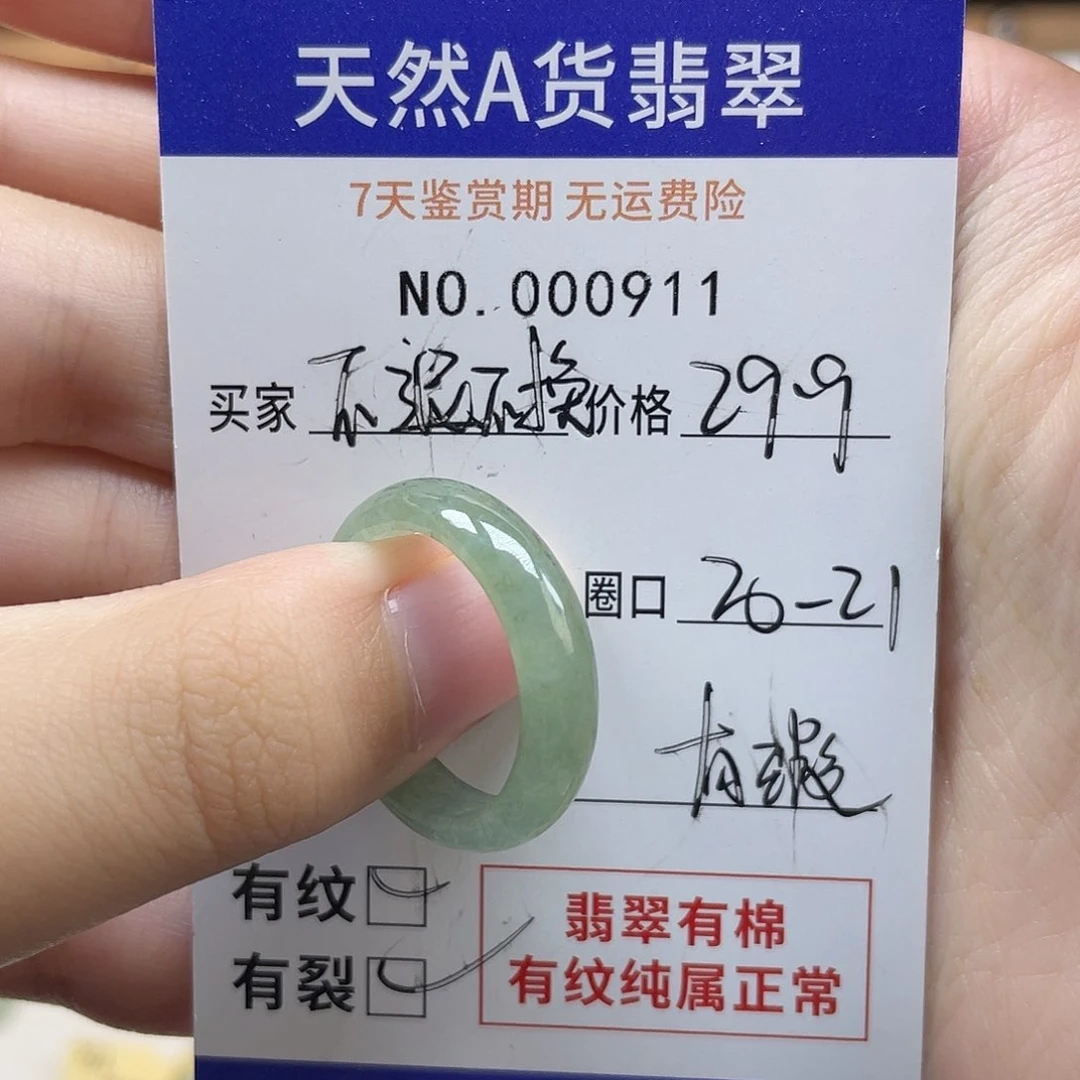 天然A货翡翠
7天鉴赏期 无运费险
NO.000911
买家 不退不换 价格 29.9
圈口 20-21
有瑕
有纹
有裂
翡翠有棉
有纹纯属正常